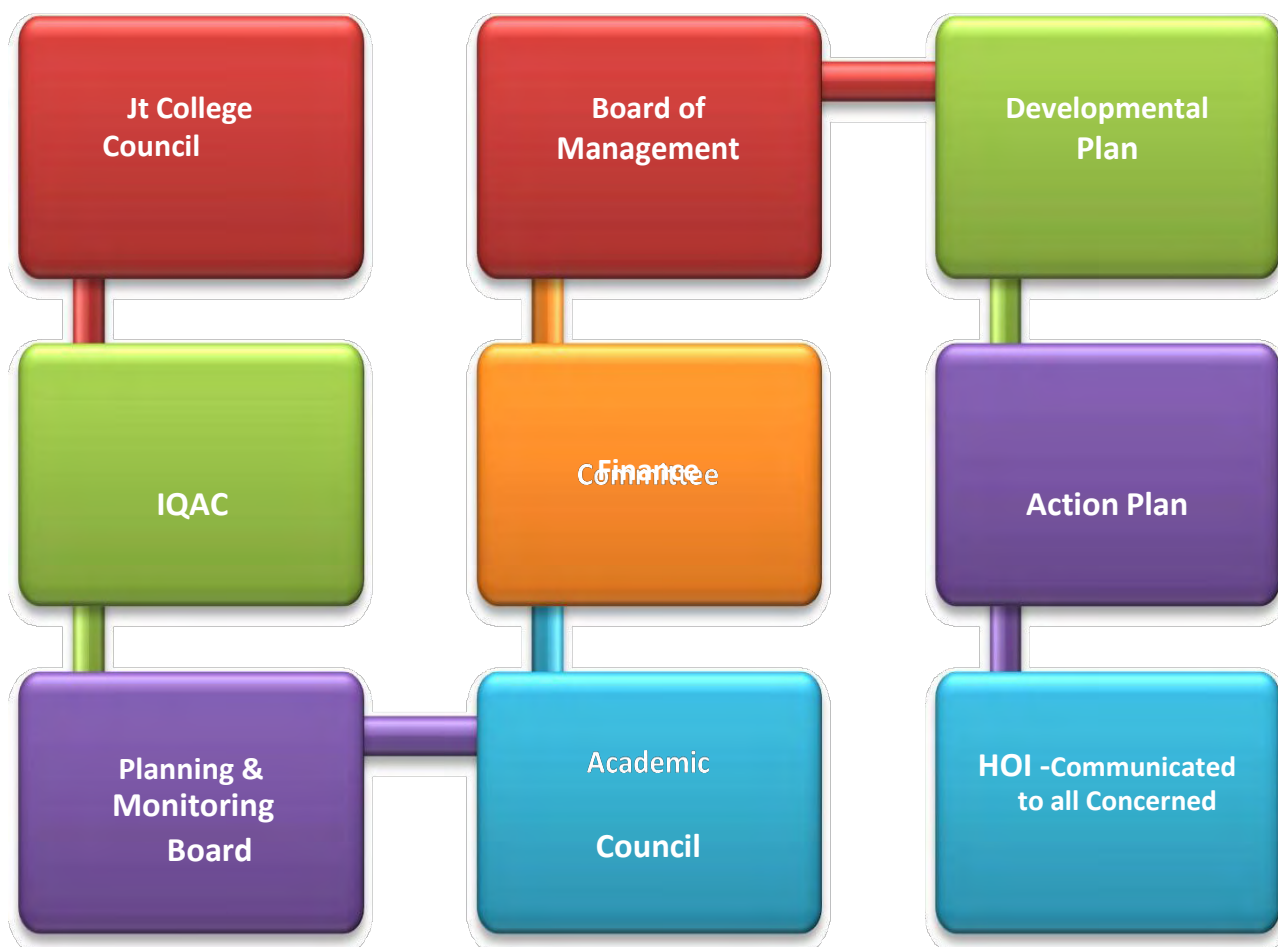 Jt College
Council
IQAC
Planning &
Monitoring
Board
Academic
Council
Finance
Committee
Board of
Management
Developmental
Plan
Action Plan
HOI -Communicated
to all Concerned